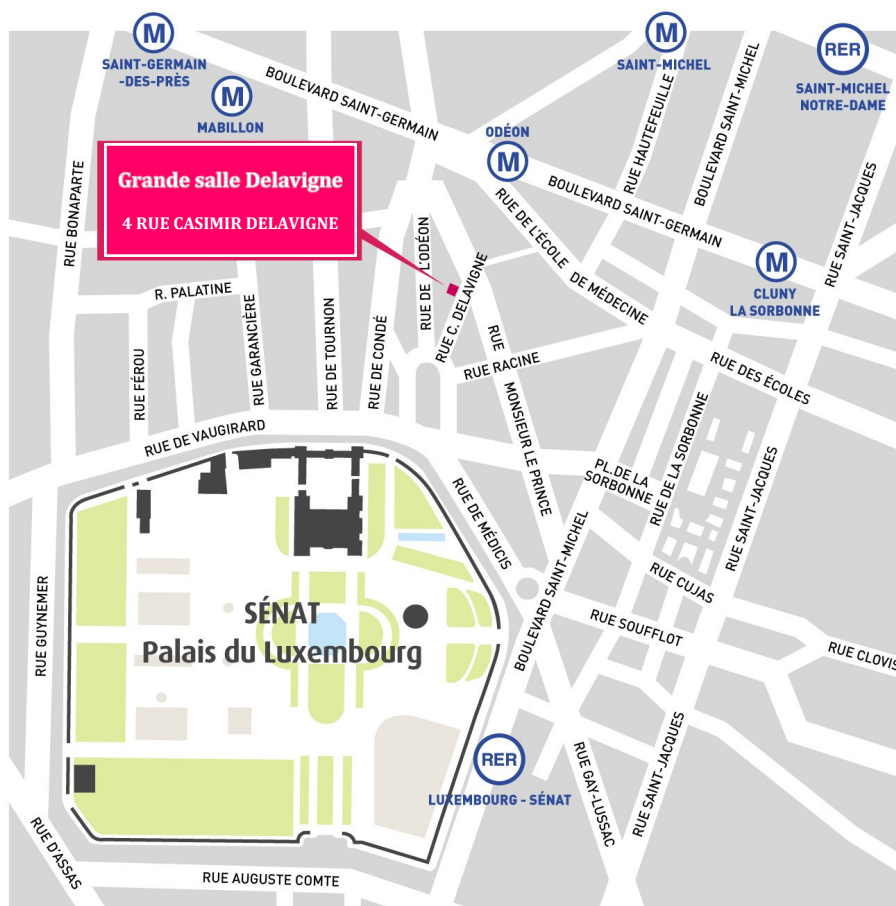 M
SAINT-GERMAIN
-DES-PRÈS
M
MABILLON
BOULEVARD SAINT-GERMAIN
M
SAINT-MICHEL
RER
SAINT-MICHEL
NOTRE-DAME
ODÉON
M
RUE HAUTEFEUILLE
BOULEVARD SAINT-MICHEL
BOULEVARD SAINT-GERMAIN
RUE SAINT-JACQUES
Grande salle Delavigne
4 RUE CASIMIR DELAVIGNE
RUE BONAPARTE
RUE DE L'ÉCOLE DE MÉDECINE
M
CLUNY
LA SORBONNE
R. PALATINE
RUE FÉROU
RUE GARANCIÈRE
RUE DE TOURNON
RUE DE CONDÉ
RUE DE L'ODÉON
RUE C. DELAVIGNE
RUE MONSIEUR LE PRINCE
RUE RACINE
RUE DES ÉCOLES
RUE DE VAUGIRARD
RUE DE MÉDICIS
PL. DE LA
SORBONNE
RUE DE LA SORBONNE
RUE SAINT-JACQUES
BOULEVARD SAINT-MICHEL
RUE CUJAS
RUE SOUFFLOT
RUE CLOVIS
RUE GUYNEMER
SÉNAT
Palais du Luxembourg
RER
LUXEMBOURG - SÉNAT
RUE GAY-LUSSAC
RUE SAINT-JACQUES
RUE D'ASSAS
RUE AUGUSTE COMTE